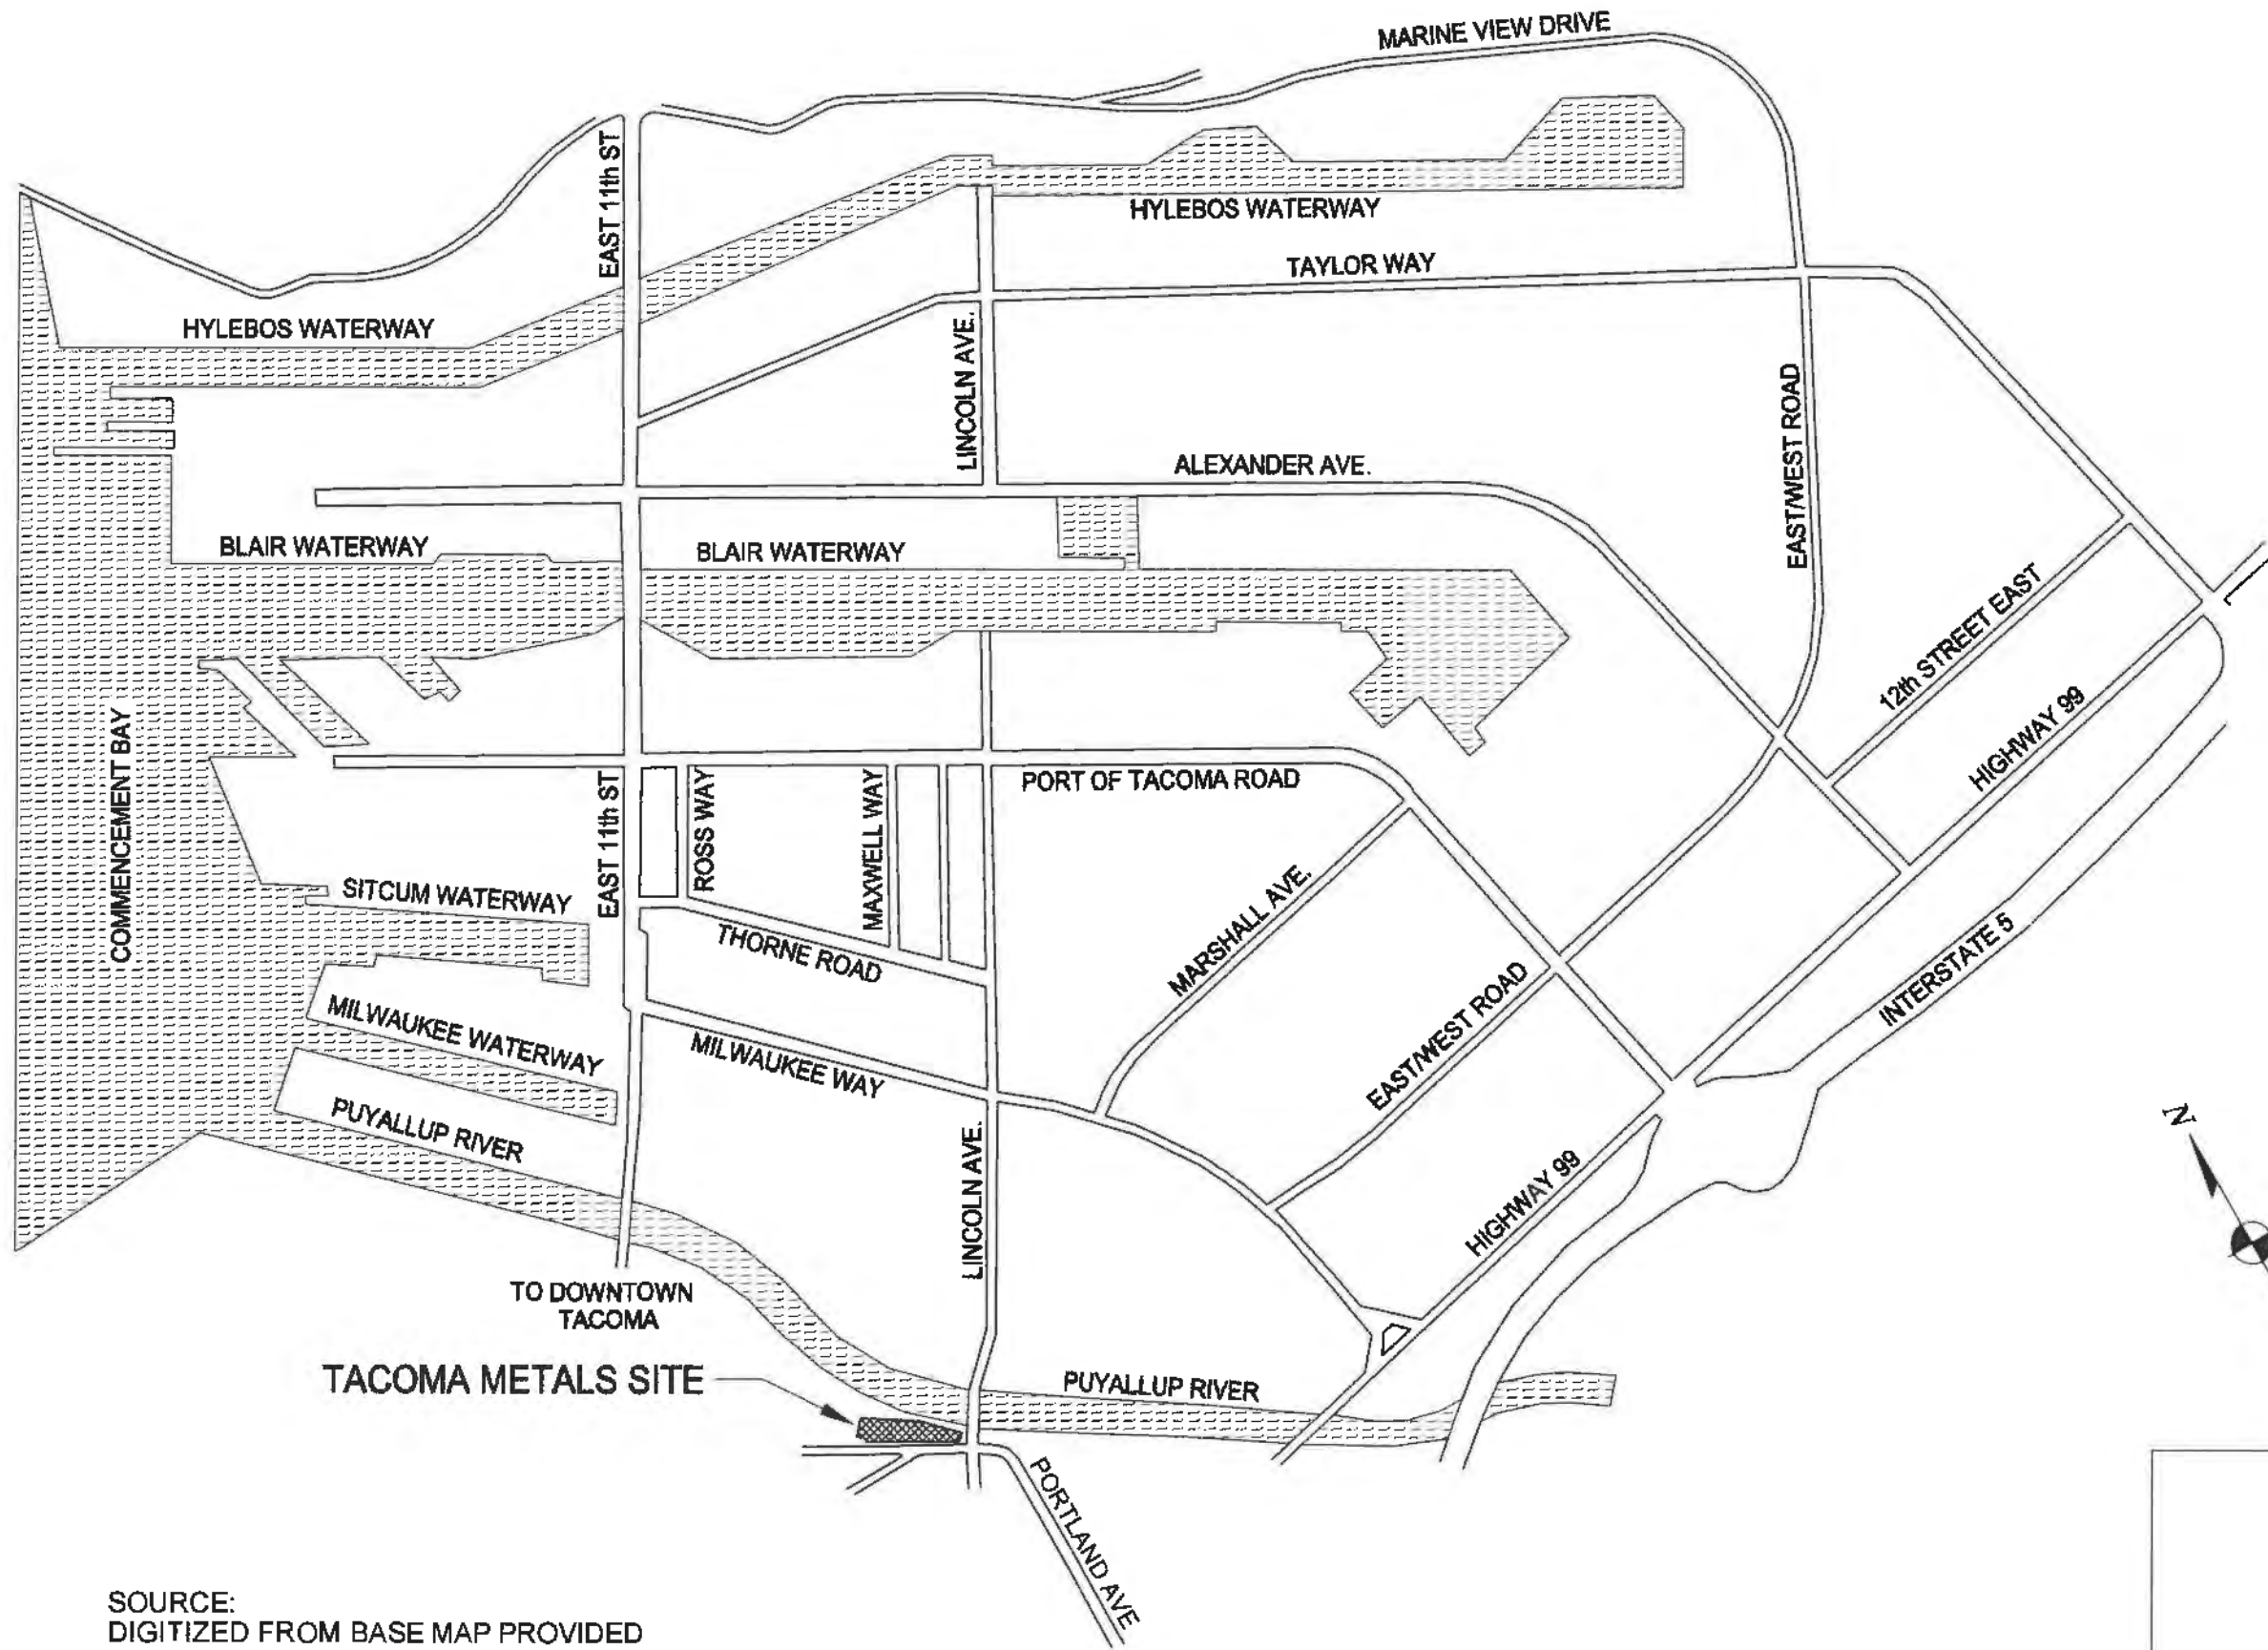 MARINE VIEW DRIVE
EAST 11th ST
HYLEBOS WATERWAY
TAYLOR WAY
HYLEBOS WATERWAY
LINCOLN AVE.
EAST/WEST ROAD
ALEXANDER AVE.
BLAIR WATERWAY
BLAIR WATERWAY
12th STREET EAST
HIGHWAY 99
COMMENCEMENT BAY
EAST 11th ST
ROSS WAY
MAXWELL WAY
PORT OF TACOMA ROAD
SITCUM WATERWAY
THORNE ROAD
MARSHALL AVE.
INTERSTATE 5
MILWAUKEE WATERWAY
MILWAUKEE WAY
EAST/WEST ROAD
PUYALLUP RIVER
N
LINCOLN AVE.
HIGHWAY 99
TO DOWNTOWN
TACOMA
TACOMA METALS SITE
PUYALLUP RIVER
PORTLAND AVE
SOURCE:
DIGITIZED FROM BASE MAP PROVIDED